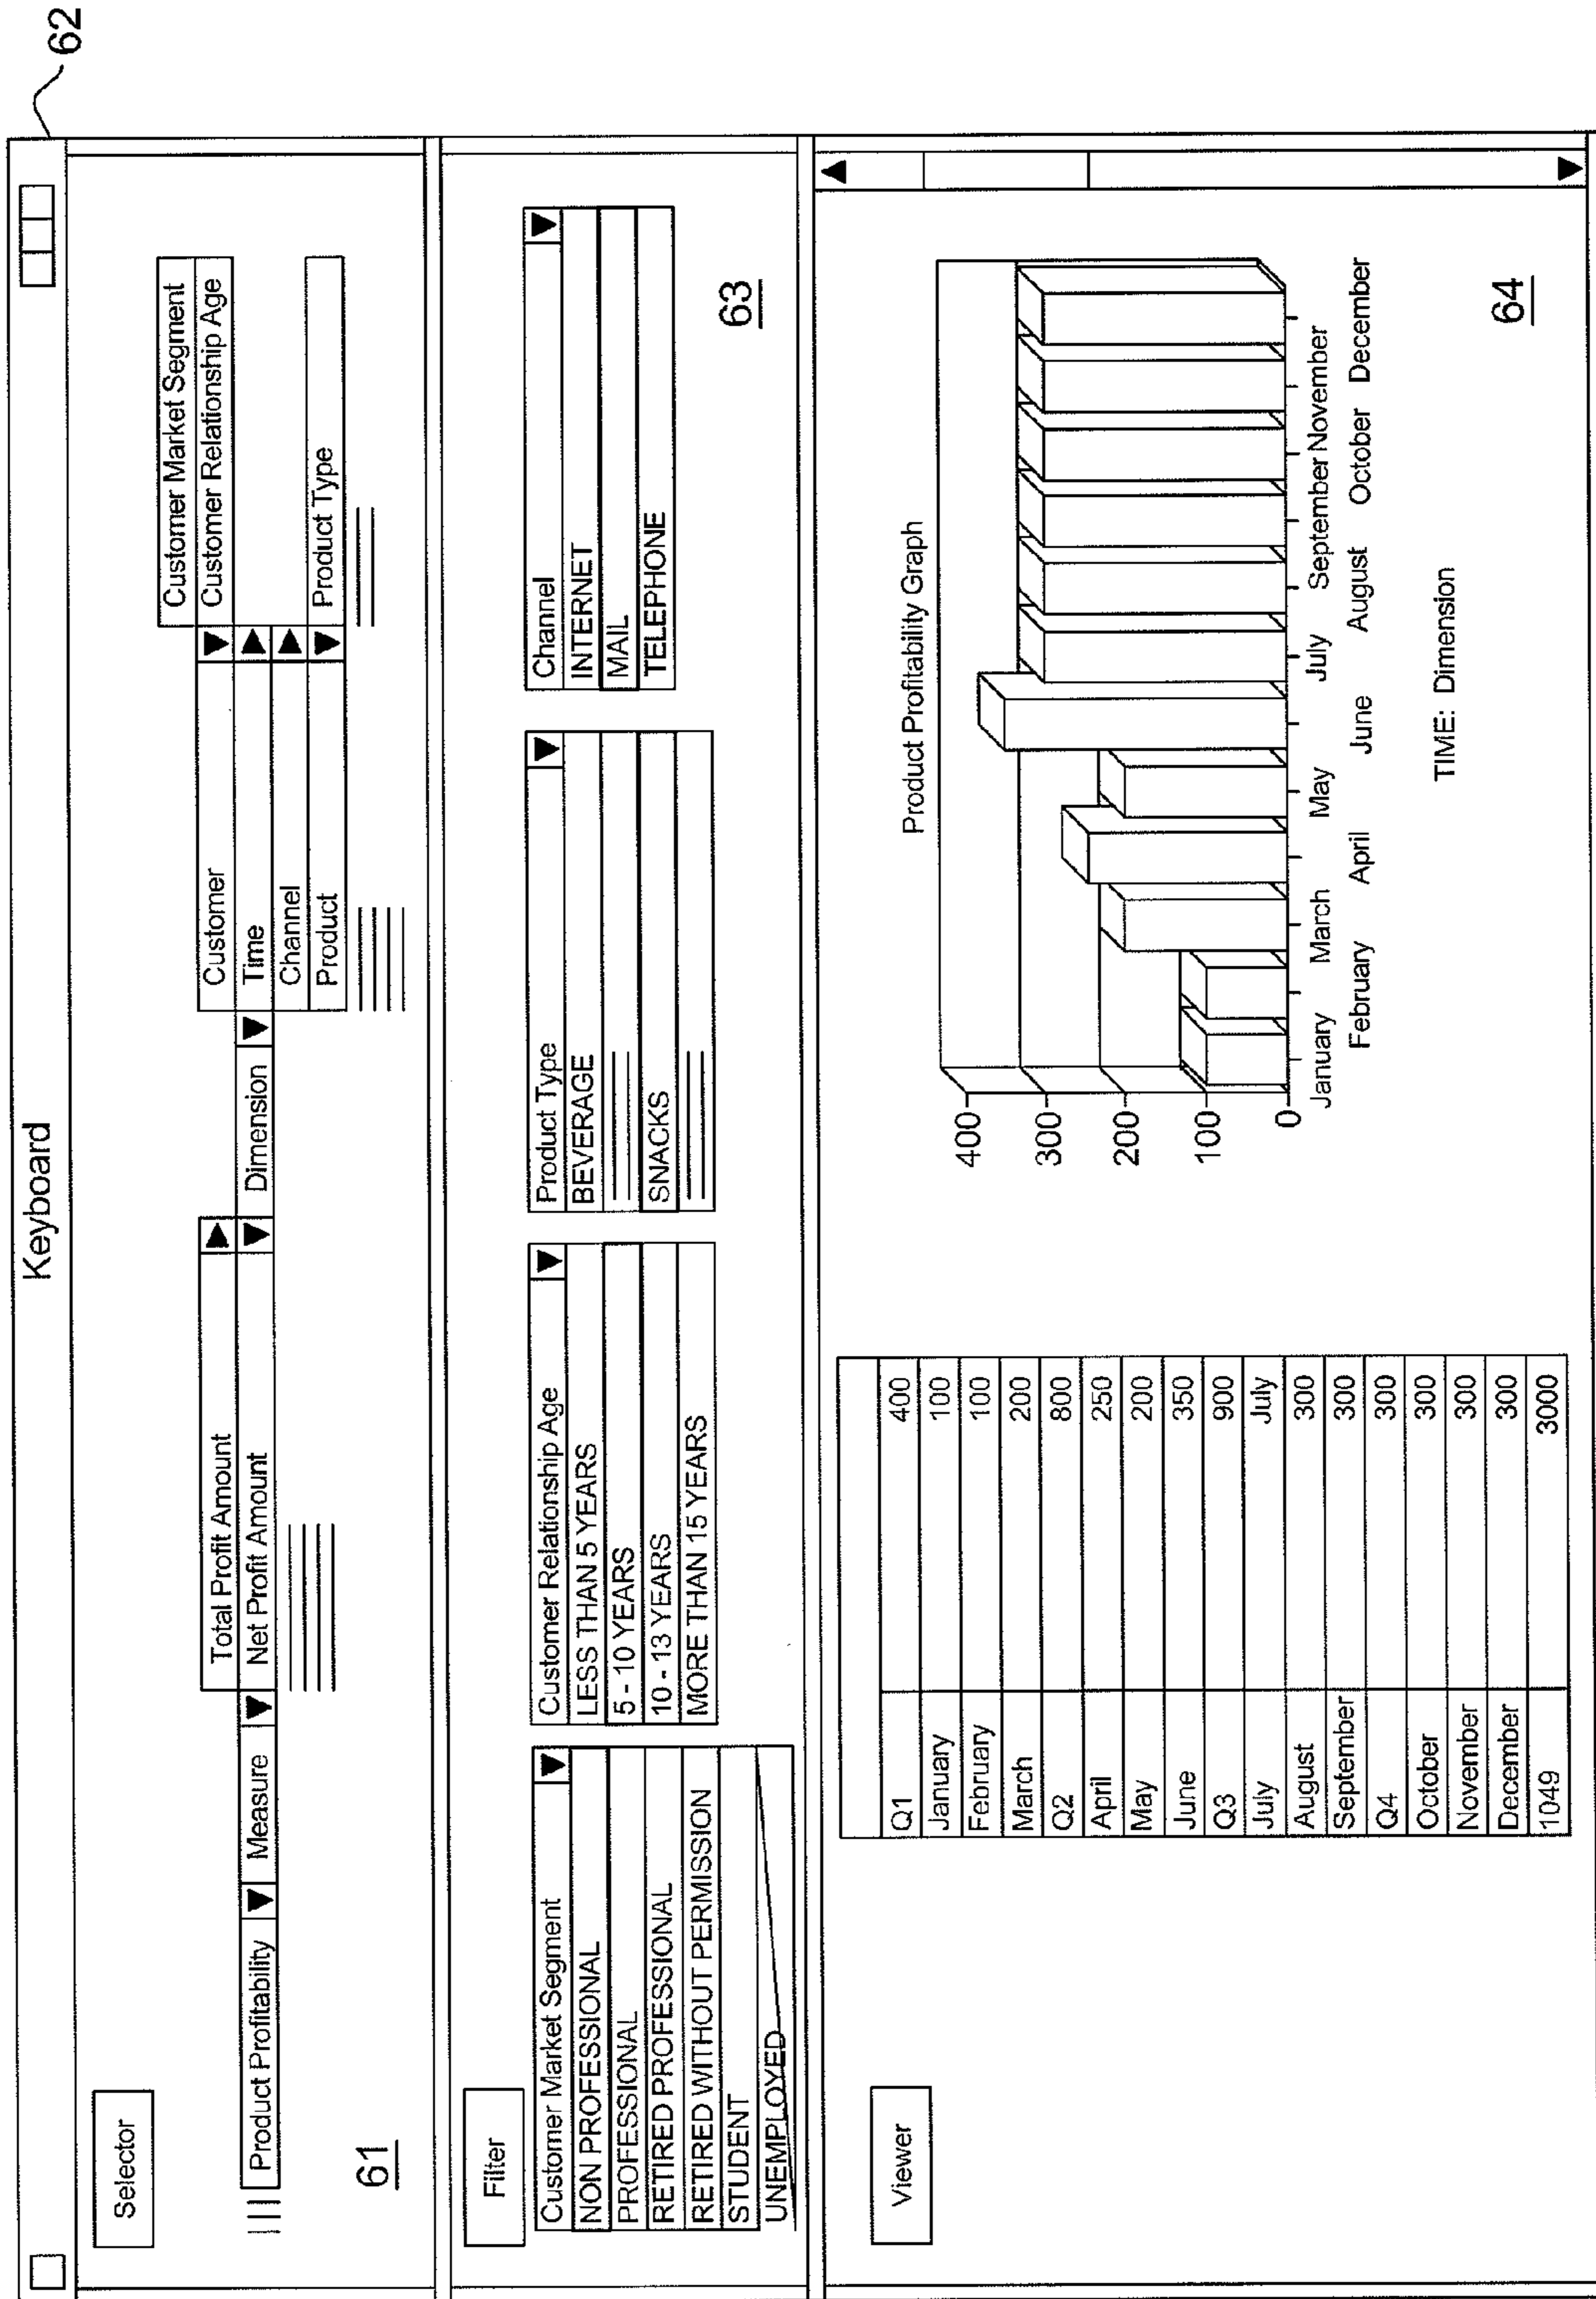 62
Keyboard
Selector
Product Profitability
Measure
Total Profit Amount
Net Profit Amount
Dimension
Customer
Time
Channel
Product
Customer Market Segment
Customer Relationship Age
Product Type
61
Filter
Customer Market Segment
NON PROFESSIONAL
PROFESSIONAL
RETIRED PROFESSIONAL
RETIRED WITHOUT PERMISSION
STUDENT
UNEMPLOYED
Customer Relationship Age
LESS THAN 5 YEARS
5 - 10 YEARS
10 - 13 YEARS
MORE THAN 15 YEARS
Product Type
BEVERAGE
SNACKS
Channel
INTERNET
MAIL
TELEPHONE
63
Viewer
Q1 400
January 100
February 100
March 200
Q2 800
April 250
May 200
June 350
Q3 900
July July
August 300
September 300
Q4 300
October 300
November 300
December 300
1049 3000
Product Profitability Graph
400
300
200
100
0
January March May July September November
February April June August October December
TIME: Dimension
64